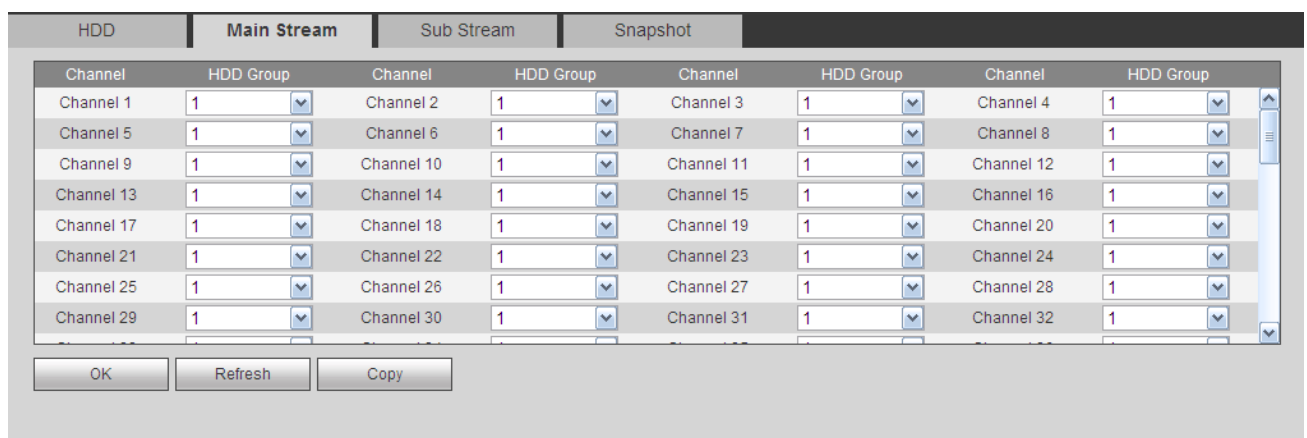 HDD Main Stream Sub Stream Snapshot
Channel HDD Group Channel HDD Group Channel HDD Group Channel HDD Group
Channel 1 1 Channel 2 1 Channel 3 1 Channel 4 1
Channel 5 1 Channel 6 1 Channel 7 1 Channel 8 1
Channel 9 1 Channel 10 1 Channel 11 1 Channel 12 1
Channel 13 1 Channel 14 1 Channel 15 1 Channel 16 1
Channel 17 1 Channel 18 1 Channel 19 1 Channel 20 1
Channel 21 1 Channel 22 1 Channel 23 1 Channel 24 1
Channel 25 1 Channel 26 1 Channel 27 1 Channel 28 1
Channel 29 1 Channel 30 1 Channel 31 1 Channel 32 1
OK Refresh Copy